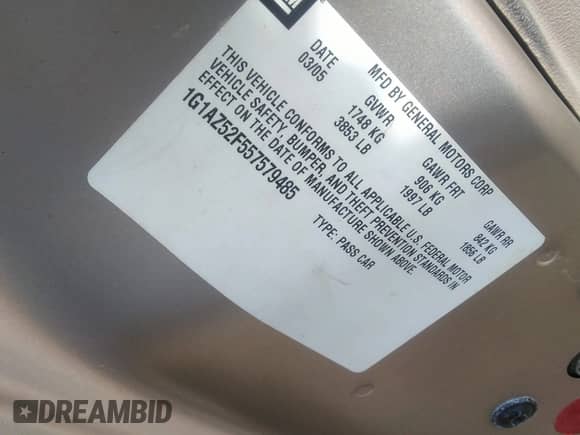 GM
MFD BY GENERAL MOTORS CORP
DATE GVWR GAWR FRT GAWR RR
03/05 1748 KG 906 KG 842 KG
3853 LB 1997 LB 1856 LB
THIS VEHICLE CONFORMS TO ALL APPLICABLE U.S. FEDERAL MOTOR
VEHICLE SAFETY, BUMPER, AND THEFT PREVENTION STANDARDS IN
EFFECT ON THE DATE OF MANUFACTURE SHOWN ABOVE.
1G1AZ52F557579485 TYPE: PASS CAR
DREAMBID